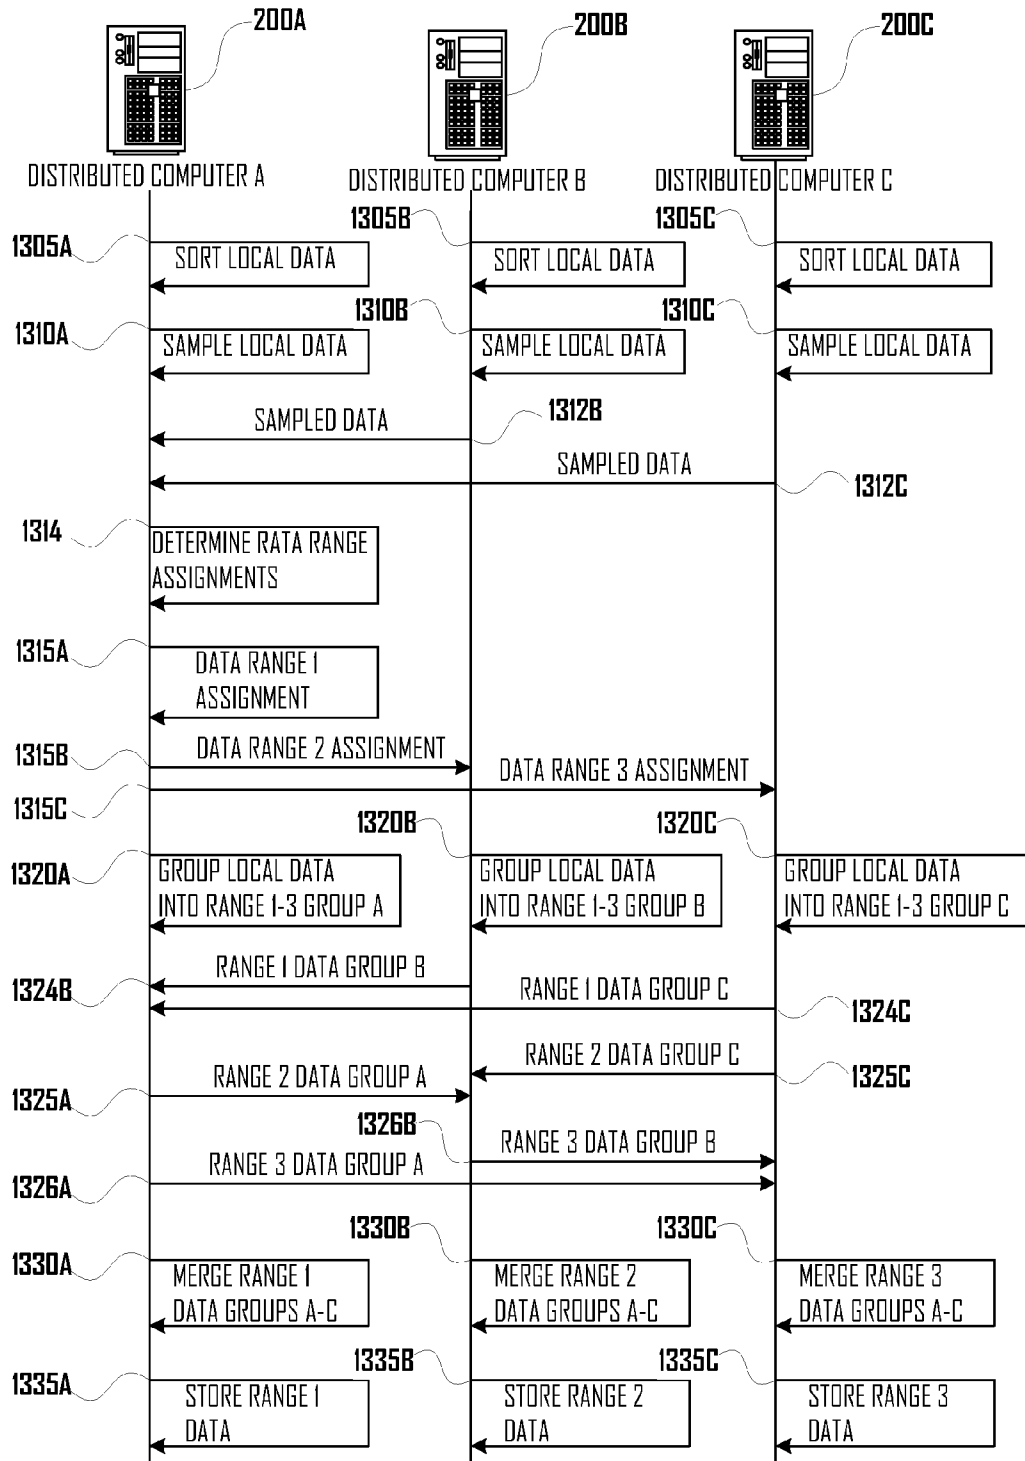 200A
200B
200C
DISTRIBUTED COMPUTER A
DISTRIBUTED COMPUTER B
DISTRIBUTED COMPUTER C
1305A
1305B
1305C
SORT LOCAL DATA
SORT LOCAL DATA
SORT LOCAL DATA
1310A
1310B
1310C
SAMPLE LOCAL DATA
SAMPLE LOCAL DATA
SAMPLE LOCAL DATA
SAMPLED DATA
1312B
SAMPLED DATA
1312C
1314
DETERMINE RATA RANGE
ASSIGNMENTS
1315A
DATA RANGE 1
ASSIGNMENT
1315B
DATA RANGE 2 ASSIGNMENT
DATA RANGE 3 ASSIGNMENT
1315C
1320A
1320B
1320C
GROUP LOCAL DATA
INTO RANGE 1-3 GROUP A
GROUP LOCAL DATA
INTO RANGE 1-3 GROUP B
GROUP LOCAL DATA
INTO RANGE 1-3 GROUP C
RANGE 1 DATA GROUP B
1324B
RANGE 1 DATA GROUP C
1324C
RANGE 2 DATA GROUP C
1325C
RANGE 2 DATA GROUP A
1325A
1326B
RANGE 3 DATA GROUP B
RANGE 3 DATA GROUP A
1326A
1330A
1330B
1330C
MERGE RANGE 1
DATA GROUPS A-C
MERGE RANGE 2
DATA GROUPS A-C
MERGE RANGE 3
DATA GROUPS A-C
1335A
1335B
1335C
STORE RANGE 1
DATA
STORE RANGE 2
DATA
STORE RANGE 3
DATA